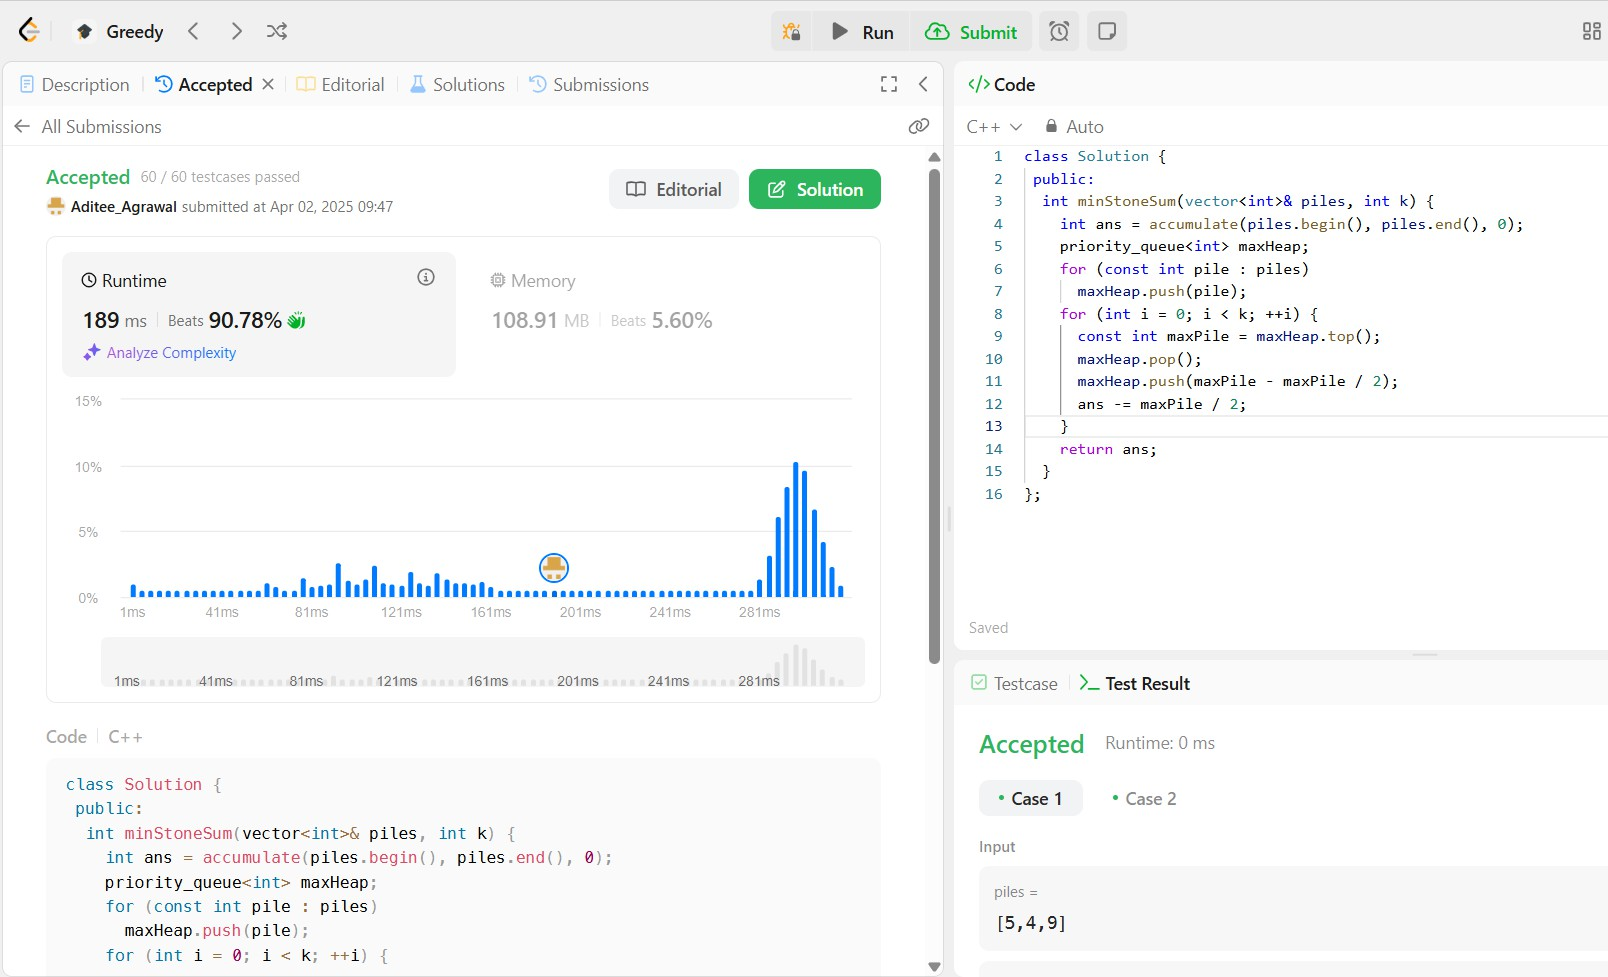 Greedy
Run
Submit
Description
Accepted
Editorial
Solutions
Submissions
All Submissions
Accepted 60 / 60 testcases passed
Aditee_Agrawal submitted at Apr 02, 2025 09:47
Editorial
Solution
Runtime
189 ms
Beats 90.78%
Analyze Complexity
Memory
108.91 MB
Beats 5.60%
15%
10%
5%
0%
1ms 41ms 81ms 121ms 161ms 201ms 241ms 281ms
1ms 41ms 81ms 121ms 161ms 201ms 241ms 281ms
Code C++
class Solution {
 public:
  int minStoneSum(vector<int>& piles, int k) {
    int ans = accumulate(piles.begin(), piles.end(), 0);
    priority_queue<int> maxHeap;
    for (const int pile : piles)
      maxHeap.push(pile);
    for (int i = 0; i < k; ++i) {
</> Code
C++ Auto
1 class Solution {
2  public:
3   int minStoneSum(vector<int>& piles, int k) {
4     int ans = accumulate(piles.begin(), piles.end(), 0);
5     priority_queue<int> maxHeap;
6     for (const int pile : piles)
7       maxHeap.push(pile);
8     for (int i = 0; i < k; ++i) {
9       const int maxPile = maxHeap.top();
10       maxHeap.pop();
11       maxHeap.push(maxPile - maxPile / 2);
12       ans -= maxPile / 2;
13     }
14     return ans;
15   }
16 };
Saved
Testcase
Test Result
Accepted Runtime: 0 ms
• Case 1
• Case 2
Input
piles =
[5,4,9]